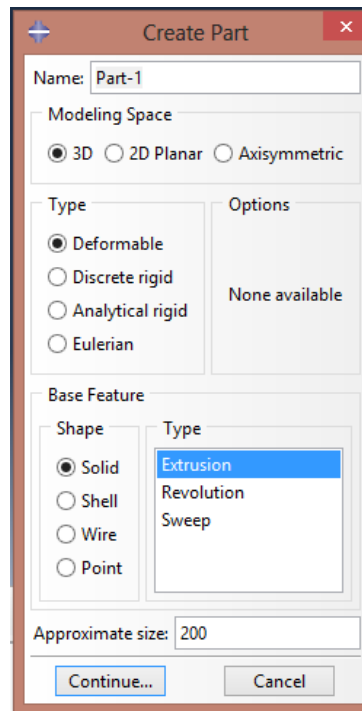 Create Part
Name: Part-1
Modeling Space
3D 2D Planar Axisymmetric
Type
Deformable
Discrete rigid
Analytical rigid
Eulerian
Options
None available
Base Feature
Shape
Solid
Shell
Wire
Point
Type
Extrusion
Revolution
Sweep
Approximate size: 200
Continue... Cancel